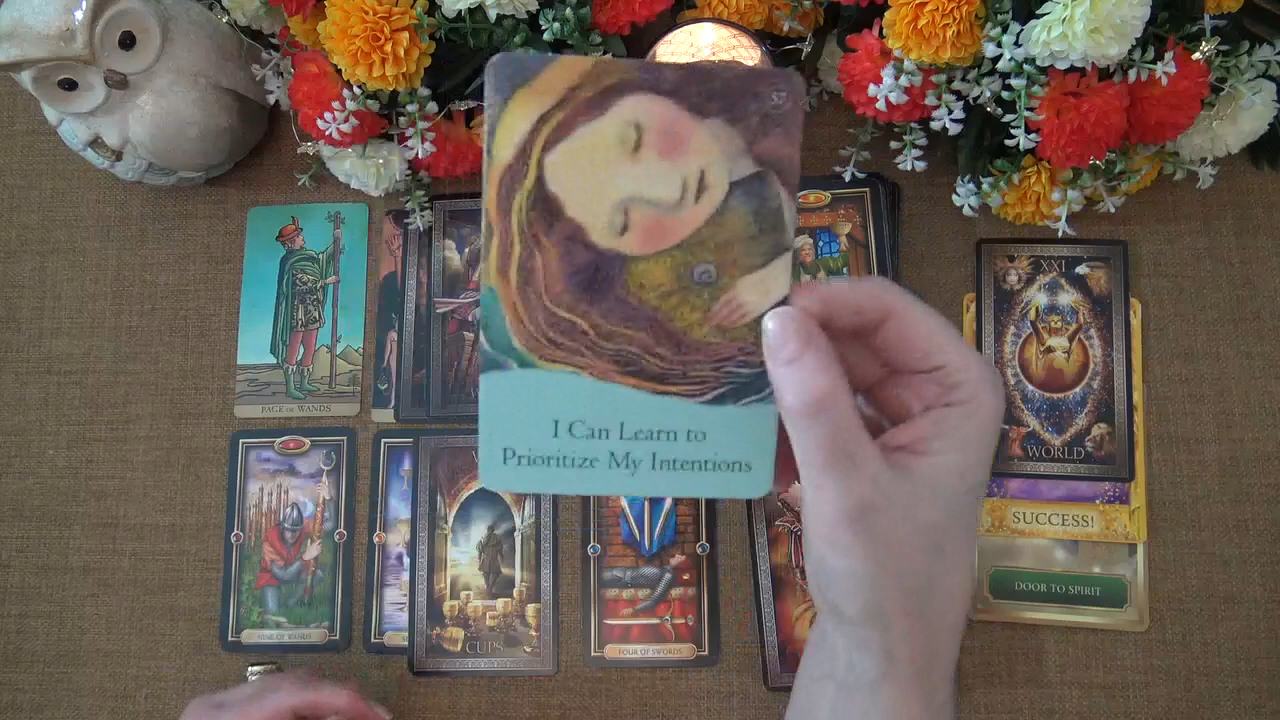 I Can Learn to
Prioritize My Intentions
PAGE OF WANDS
XXI
WORLD
SUCCESS!
DOOR TO SPIRIT
NINE OF WANDS
CUPS
FOUR OF SWORDS